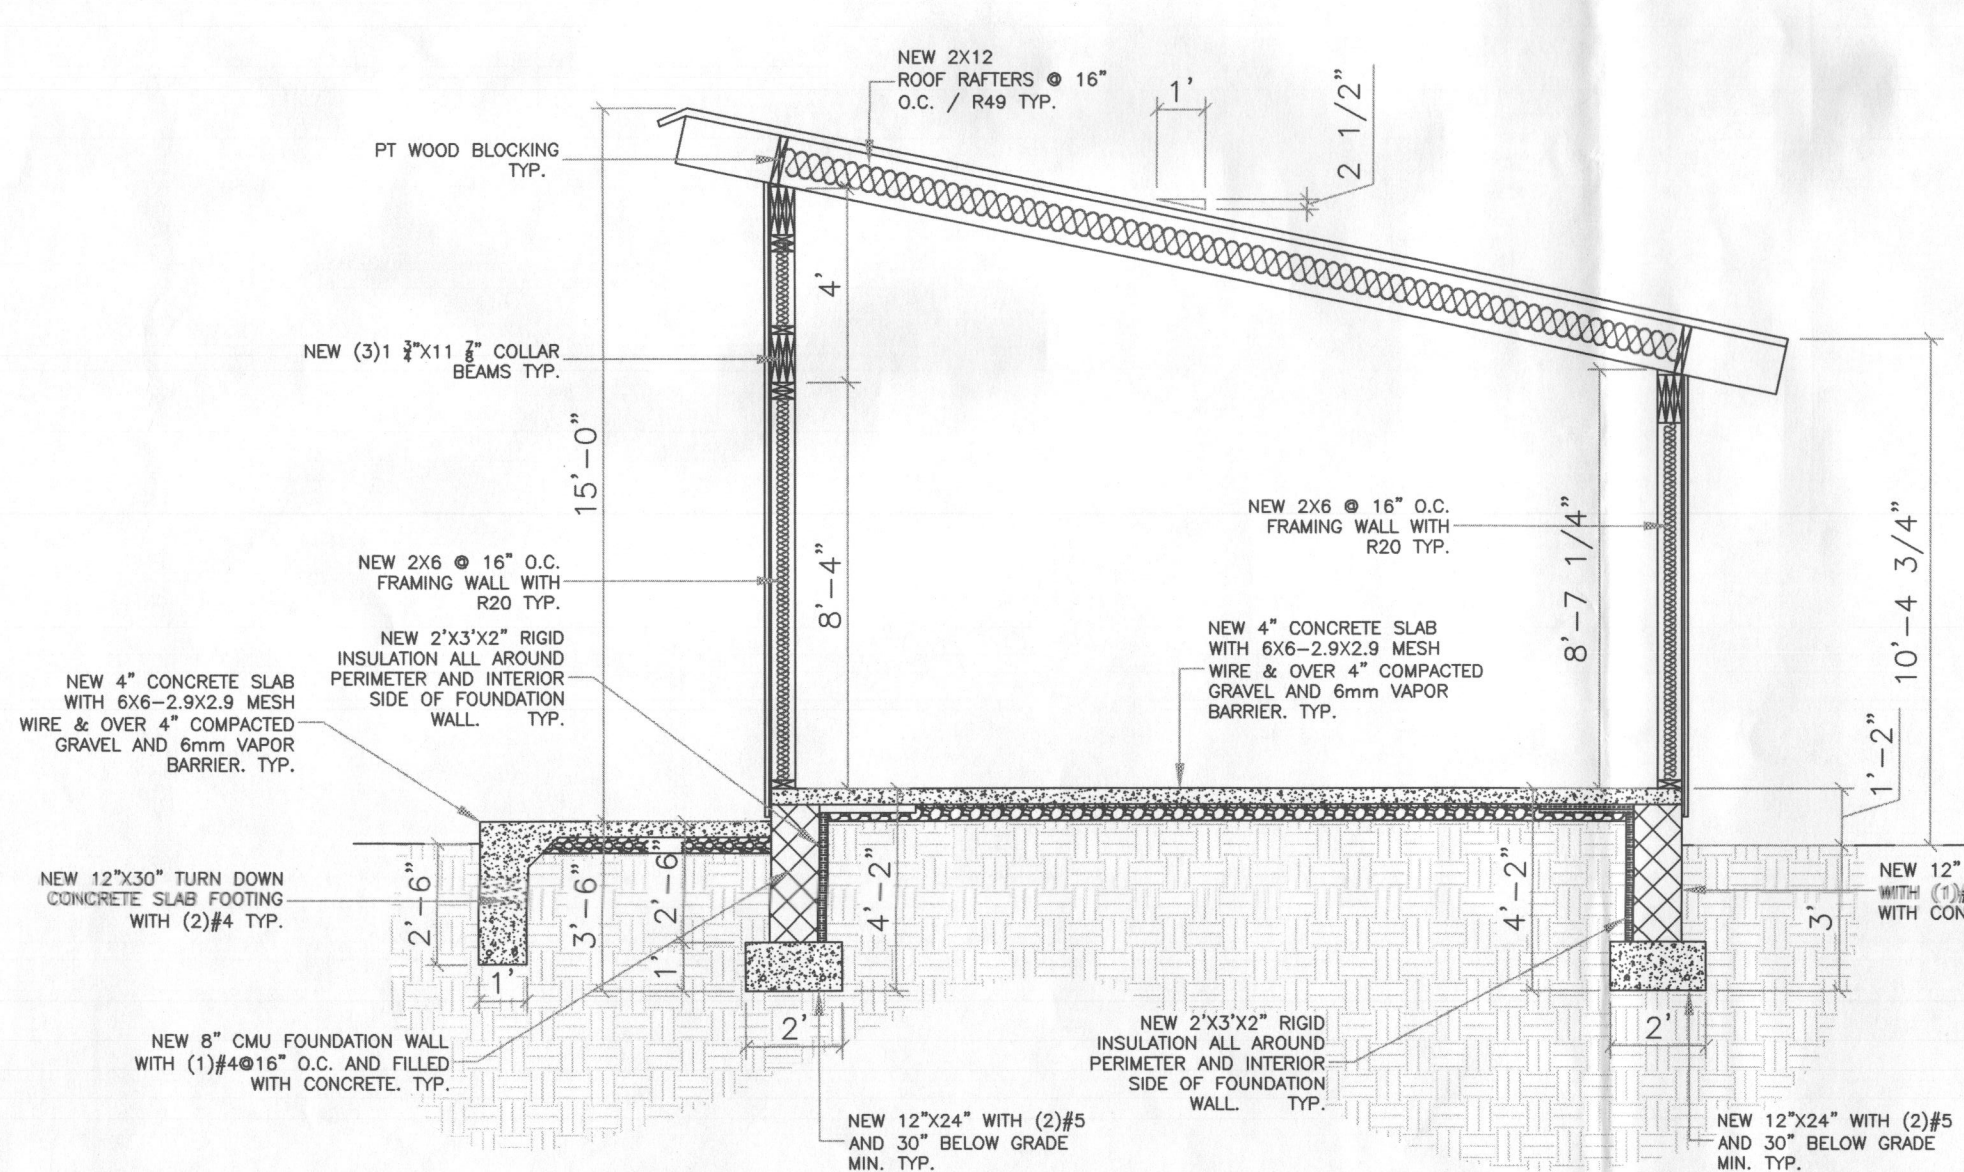 NEW 2X12
ROOF RAFTERS @ 16"
O.C. / R49 TYP.
1'
2 1/2"
PT WOOD BLOCKING
TYP.
4'
NEW (3)1 3/4"X11 7/8" COLLAR
BEAMS TYP.
15'-0"
NEW 2X6 @ 16" O.C.
FRAMING WALL WITH
R20 TYP.
8'-7 1/4"
10'-4 3/4"
NEW 2X6 @ 16" O.C.
FRAMING WALL WITH
R20 TYP.
8'-4"
NEW 2'X3'X2" RIGID
INSULATION ALL AROUND
PERIMETER AND INTERIOR
SIDE OF FOUNDATION
WALL. TYP.
NEW 4" CONCRETE SLAB
WITH 6X6-2.9X2.9 MESH
WIRE & OVER 4" COMPACTED
GRAVEL AND 6mm VAPOR
BARRIER. TYP.
NEW 4" CONCRETE SLAB
WITH 6X6-2.9X2.9 MESH
WIRE & OVER 4" COMPACTED
GRAVEL AND 6mm VAPOR
BARRIER. TYP.
1'-2"
NEW 12"X30" TURN DOWN
CONCRETE SLAB FOOTING
WITH (2)#4 TYP.
2'-6"
1'
3'-6"
2'-6"
1'
4'-2"
2'
4'-2"
2'
3'
NEW 12"
WITH (1)#
WITH CON
NEW 8" CMU FOUNDATION WALL
WITH (1)#4@16" O.C. AND FILLED
WITH CONCRETE. TYP.
NEW 2'X3'X2" RIGID
INSULATION ALL AROUND
PERIMETER AND INTERIOR
SIDE OF FOUNDATION
WALL. TYP.
NEW 12"X24" WITH (2)#5
AND 30" BELOW GRADE
MIN. TYP.
NEW 12"X24" WITH (2)#5
AND 30" BELOW GRADE
MIN. TYP.